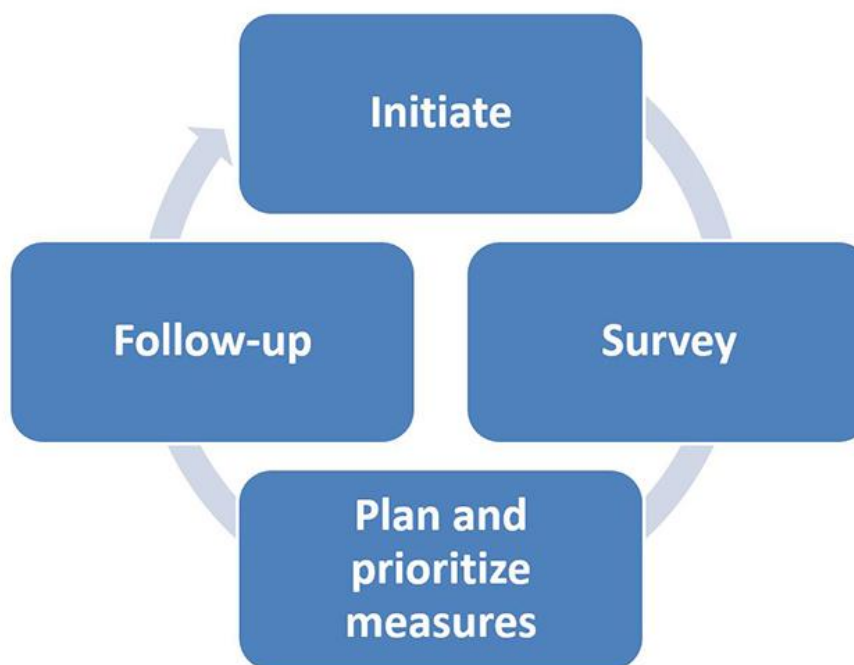 Initiate
Follow-up
Survey
Plan and
prioritize
measures